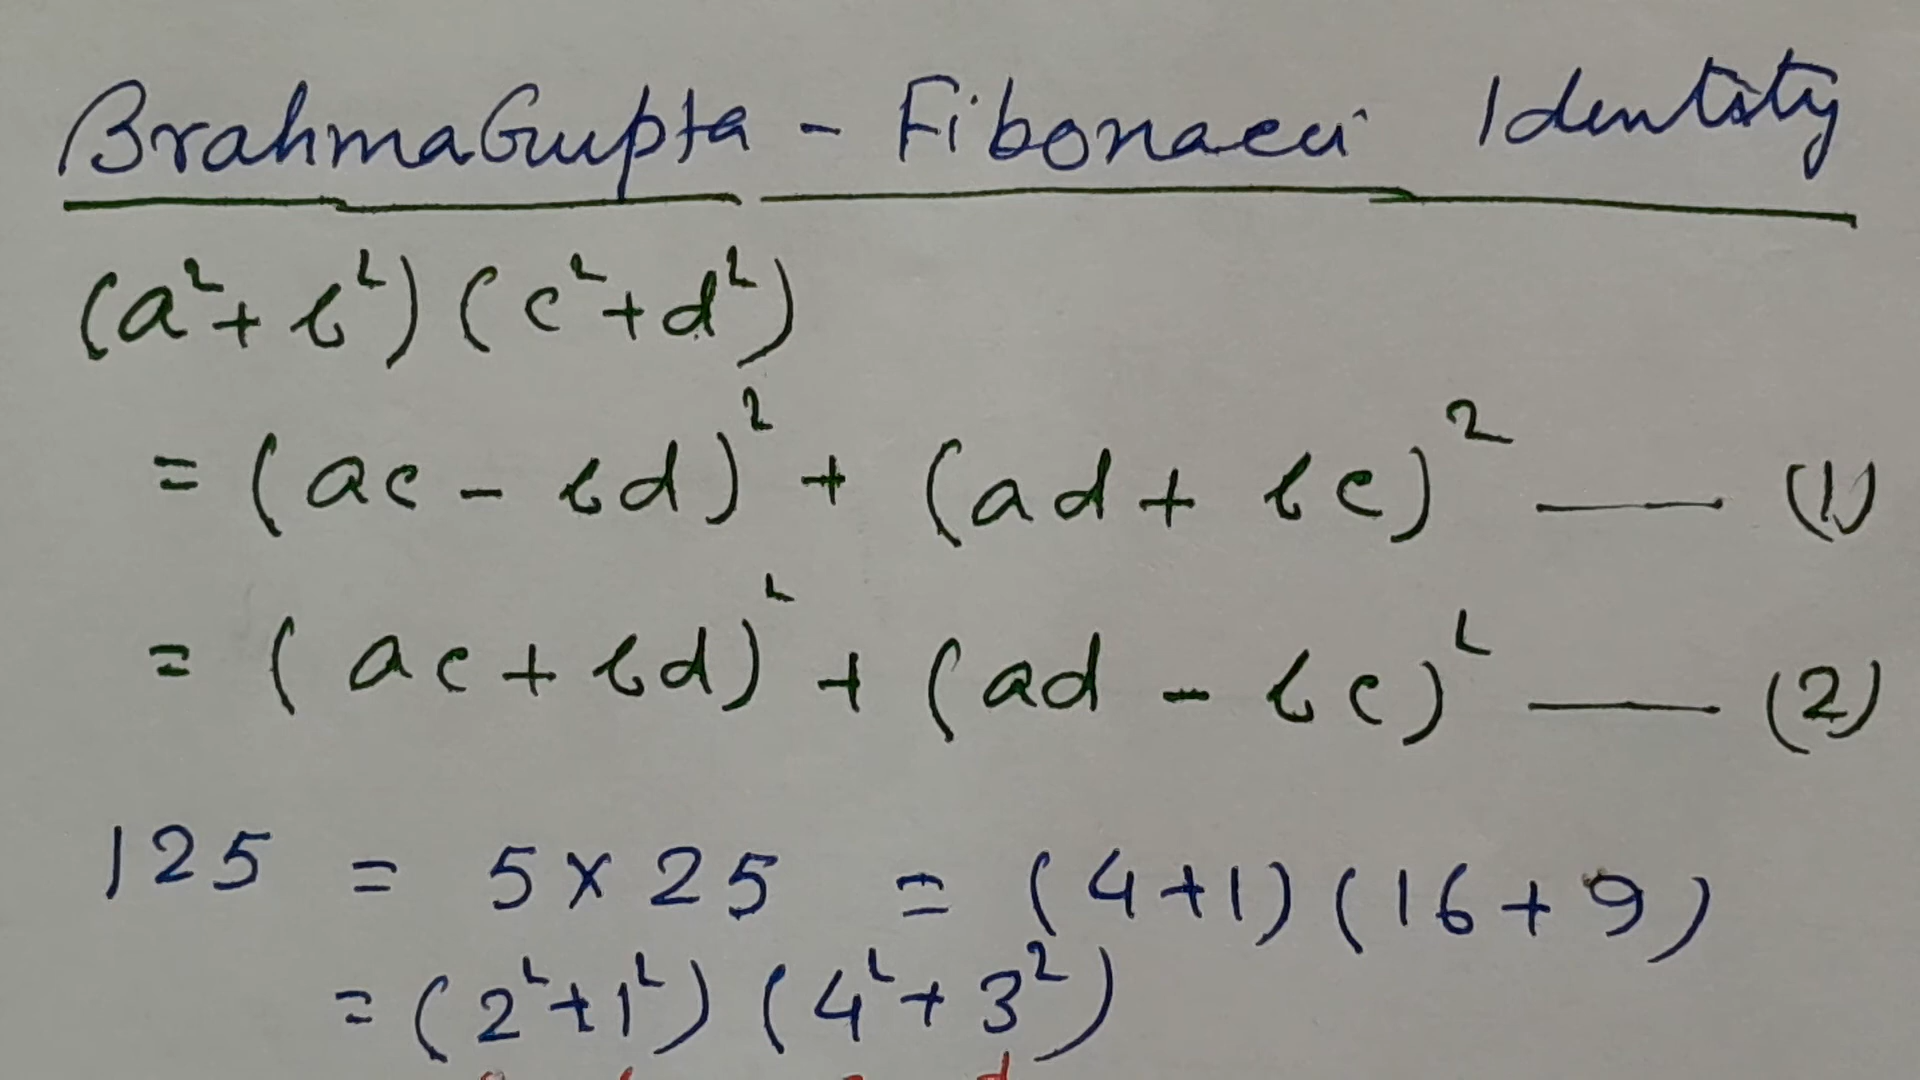 BrahmaGupta - Fibonacci Identity
(a²+b²)(c²+d²)
= (ac - bd)² + (ad + bc)² — (1)
= (ac + bd)² + (ad - bc)² — (2)
125 = 5 x 25 = (4+1)(16+9)
= (2²+1²)(4²+3²)